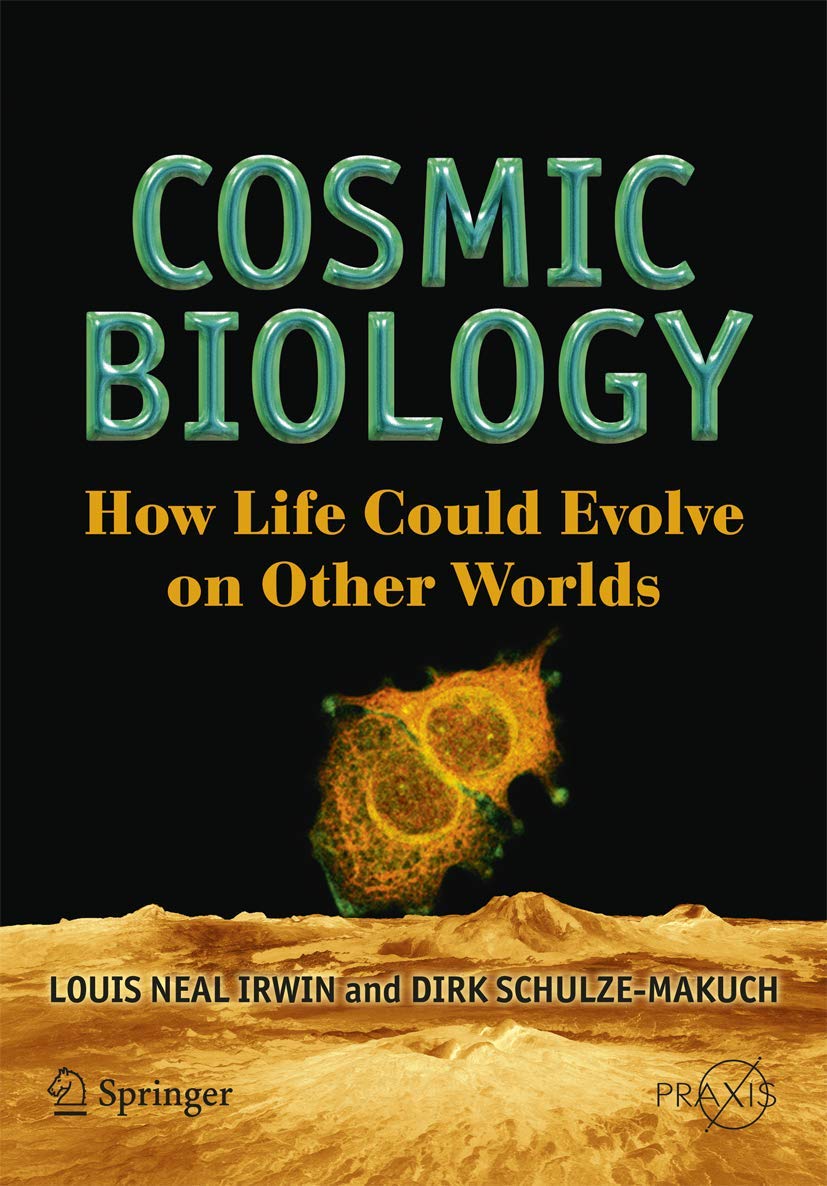 COSMIC
BIOLOGY
How Life Could Evolve
on Other Worlds
LOUIS NEAL IRWIN and DIRK SCHULZE-MAKUCH
Springer
PRAXIS